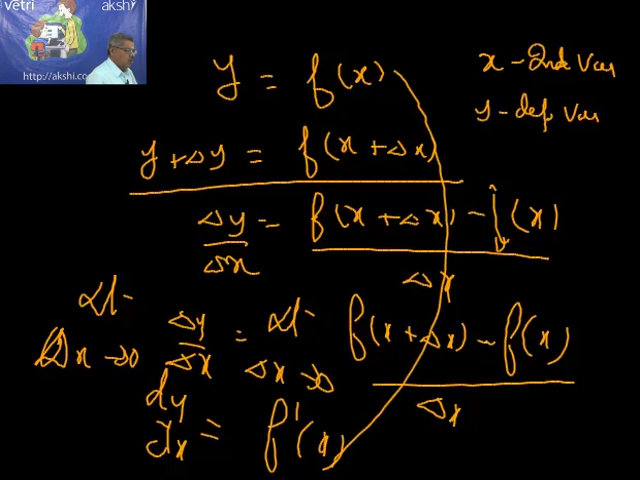 vetri akshi
http://akshi.com
y = f(x)
x - Ind Var
y - dep Var
y + Δy = f(x + Δx)
Δy/Δx = f(x + Δx) - f(x) / Δx
Lt Δx→0 Δy/Δx = Lt Δx→0 f(x + Δx) - f(x) / Δx
dy/dx = f'(x)